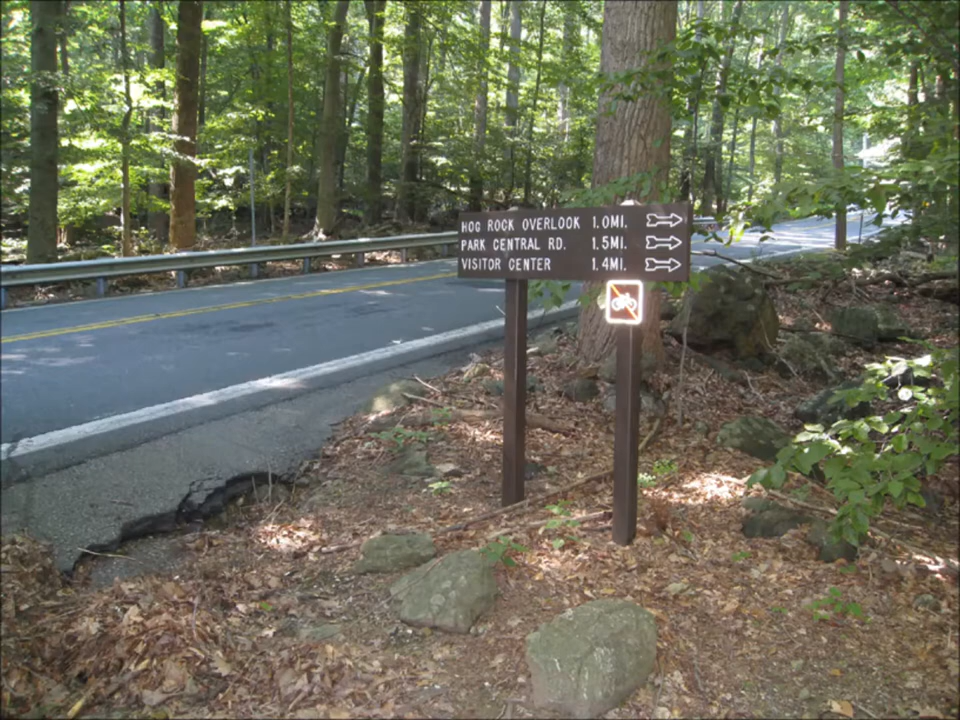 HOG ROCK OVERLOOK 1.0MI.
PARK CENTRAL RD. 1.5MI.
VISITOR CENTER 1.4MI.